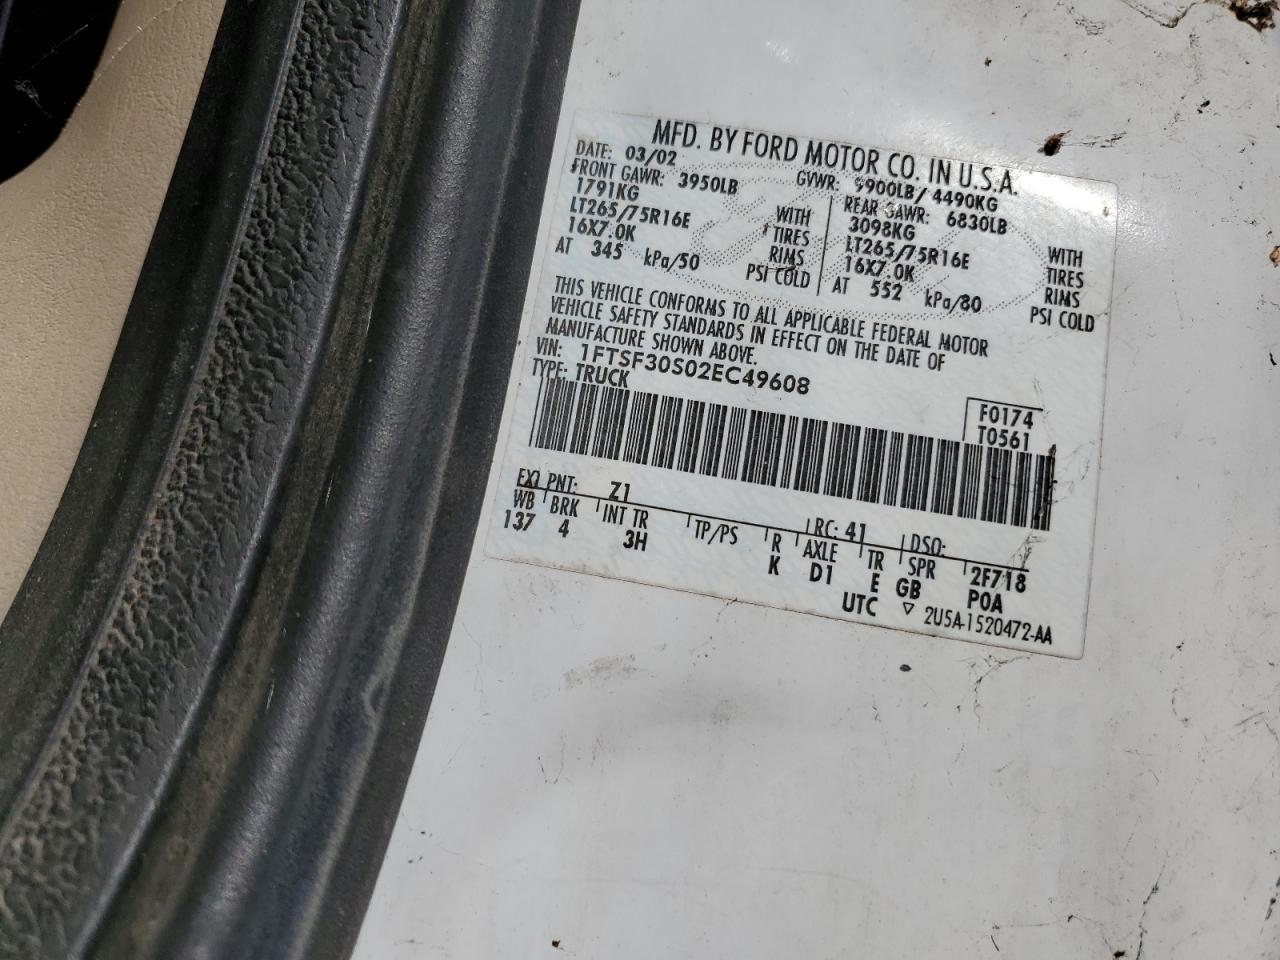 MFD. BY FORD MOTOR CO. IN U.S.A.
DATE: 03/02 GVWR: 9900LB/ 4490KG
FRONT GAWR: 3950LB REAR GAWR: 6830LB
1791KG WITH 3098KG WITH
LT265/75R16E TIRES LT265/75R16E TIRES
16X7.0K RIMS 16X7.0K RIMS
AT 345 kPa/50 PSI COLD AT 552 kPa/80 PSI COLD
THIS VEHICLE CONFORMS TO ALL APPLICABLE FEDERAL MOTOR
VEHICLE SAFETY STANDARDS IN EFFECT ON THE DATE OF
MANUFACTURE SHOWN ABOVE.
VIN: 1FTSF30S02EC49608
TYPE: TRUCK
F0174
T0561
EXT PNT: Z1 RC: 41 DSO:
WB BRK INT TR TP/PS R AXLE TR SPR 2F718
137 4 3H K D1 E GB P0A
UTC ▽ 2U5A-1520472-AA